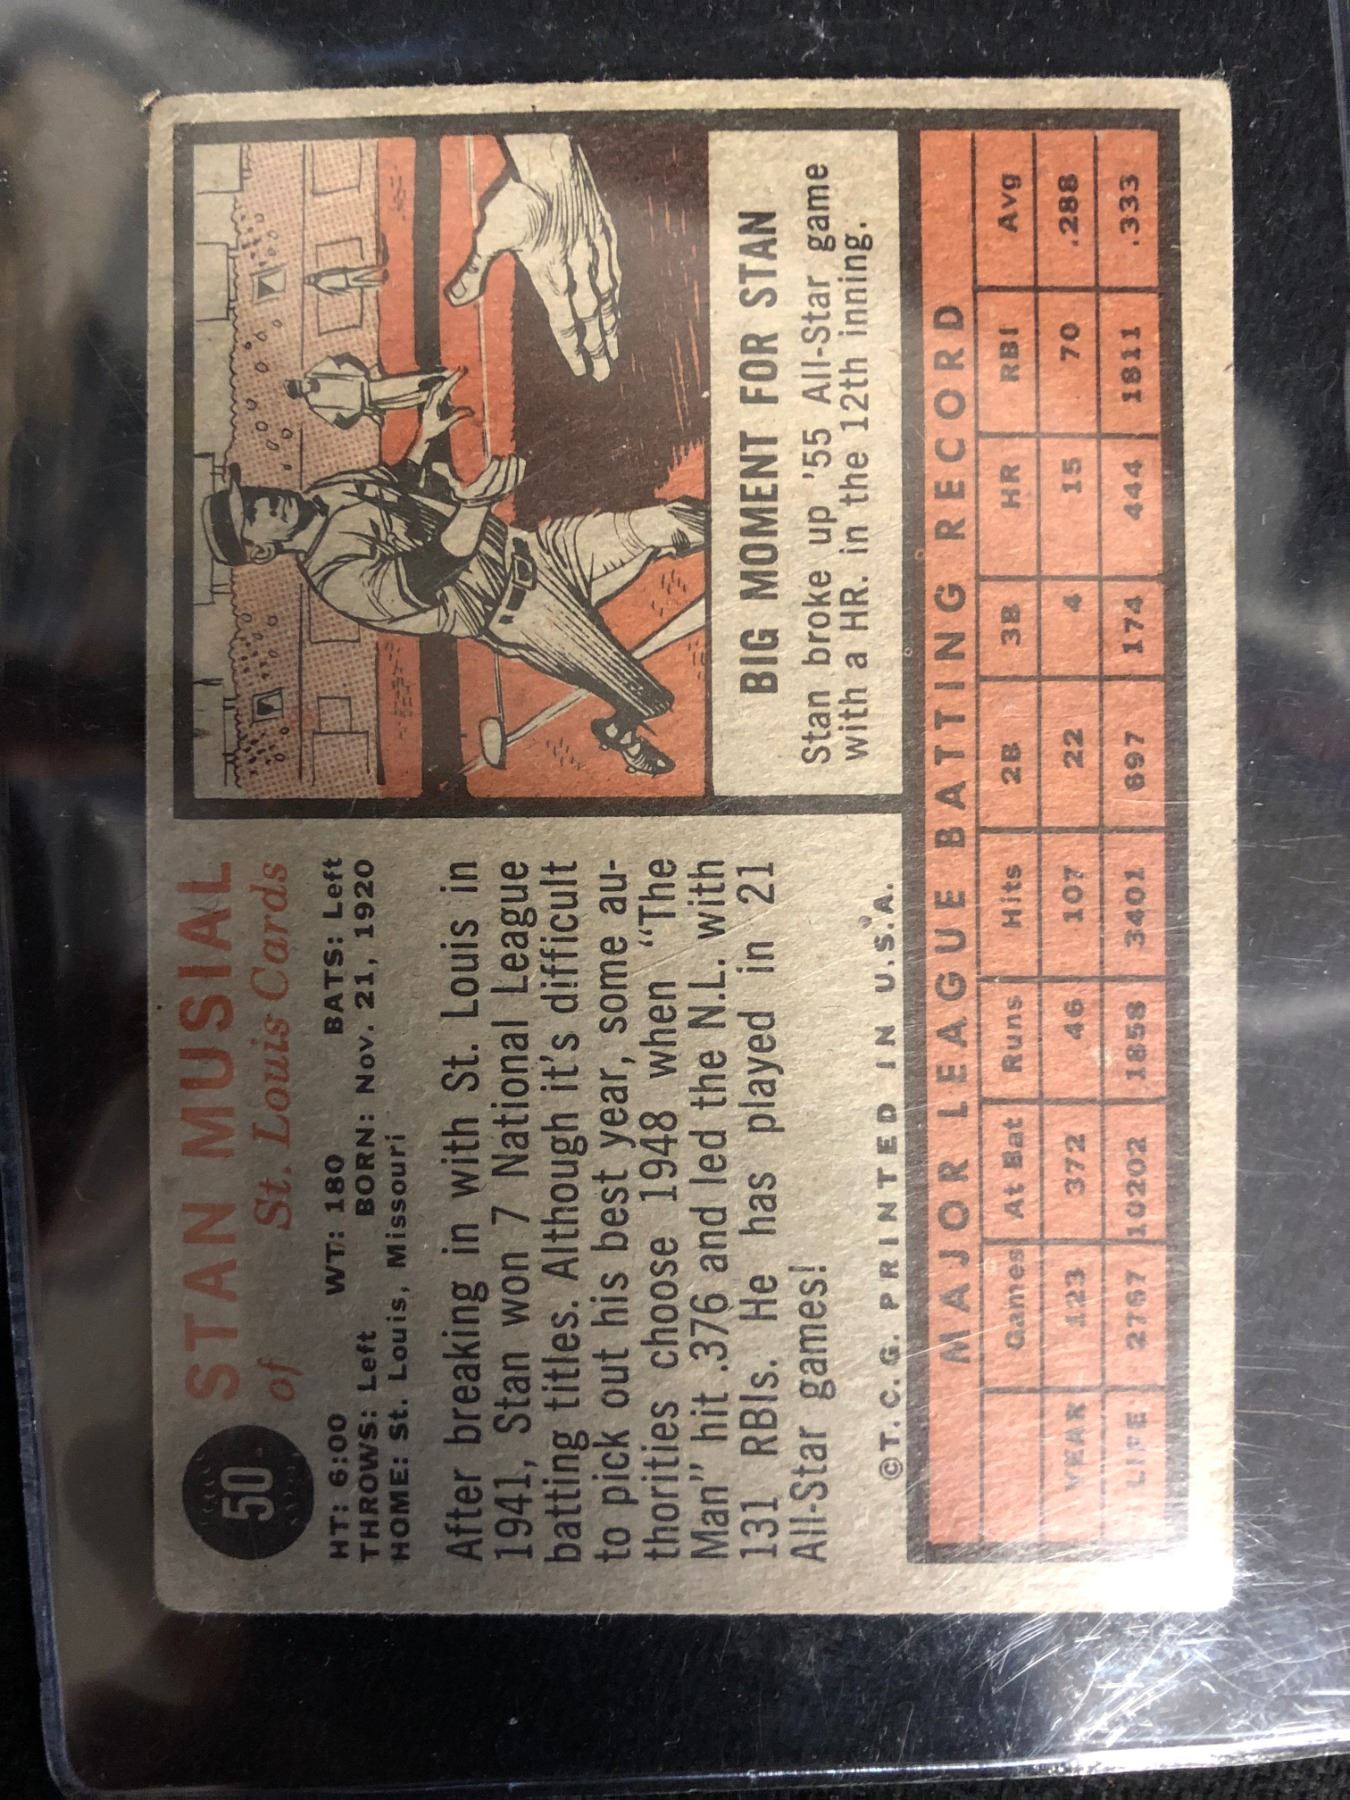 50
STAN MUSIAL
of St. Louis Cards
HT: 6:00 WT: 180 BATS: Left
THROWS: Left BORN: Nov. 21, 1920
HOME: St. Louis, Missouri
After breaking in with St. Louis in
1941, Stan won 7 National League
batting titles. Although it's difficult
to pick out his best year, some au-
thorities choose 1948 when "The
Man" hit .376 and led the N.L. with
131 RBIs. He has played in 21
All-Star games!
©T. C. G. PRINTED IN U.S.A.
BIG MOMENT FOR STAN
Stan broke up '55 All-Star game
with a HR. in the 12th inning.
MAJOR LEAGUE BATTING RECORD
Games At Bat Runs Hits 2B 3B HR RBI Avg
YEAR 123 372 46 107 22 4 15 70 .288
LIFE 2767 10202 1858 3401 697 174 444 1811 .333